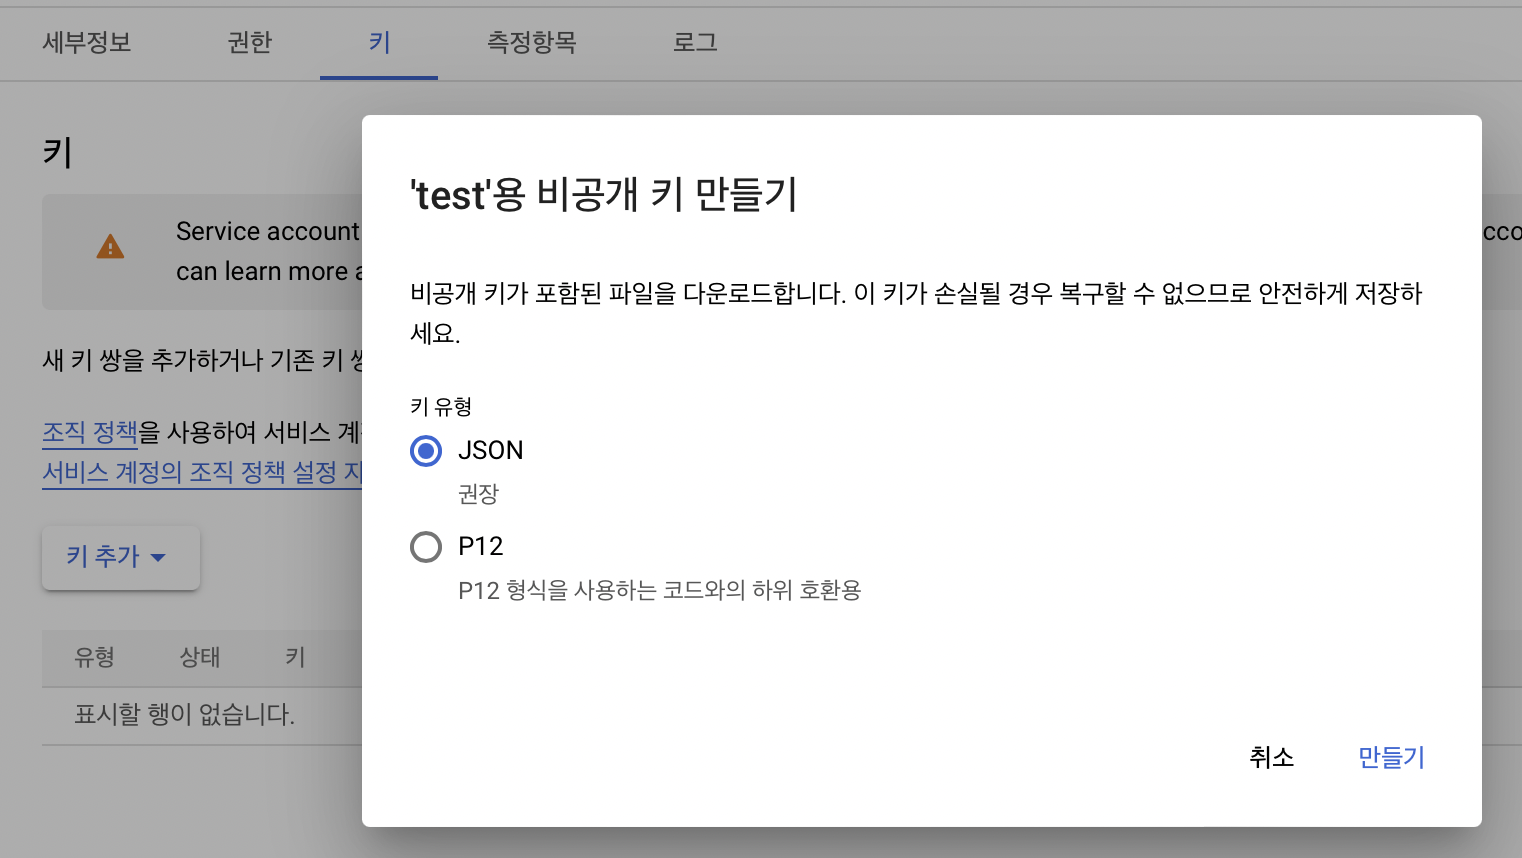 세부정보 권한 키 측정항목 로그
키
Service account
can learn more
새 키 쌍을 추가하거나 기존 키
조직 정책을 사용하여 서비스
서비스 계정의 조직 정책 설정
키 추가
유형 상태 키
표시할 행이 없습니다.
'test'용 비공개 키 만들기
비공개 키가 포함된 파일을 다운로드합니다. 이 키가 손실될 경우 복구할 수 없으므로 안전하게 저장하
세요.
키 유형
JSON
권장
P12
P12 형식을 사용하는 코드와의 하위 호환용
취소 만들기